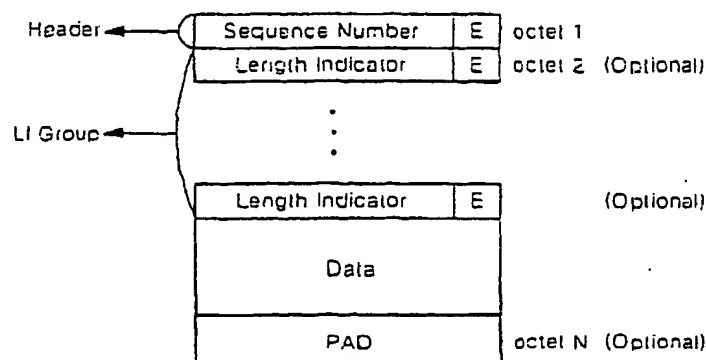 Header Sequence Number E octet 1
Length Indicator E octet 2 (Optional)
LI Group
Length Indicator E (Optional)
Data
PAD octet N (Optional)